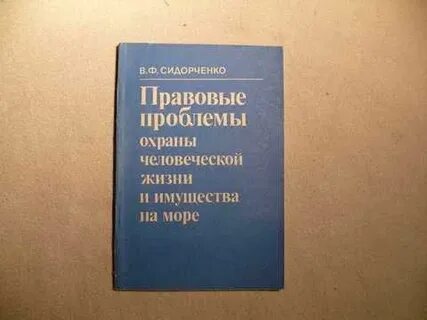 В.Ф. СИДОРЧЕНКО
Правовые
проблемы
охраны
человеческой
жизни
и имущества
на море